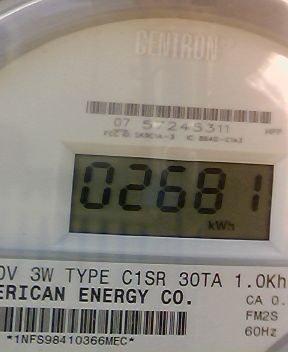 CENTRON
07 57245311
HPP
02681
kWh
0V 3W TYPE C1SR 30TA 1.0Kh
ERICAN ENERGY CO.
CA 0.
FM2S
60Hz
*1NFS98410366MEC*